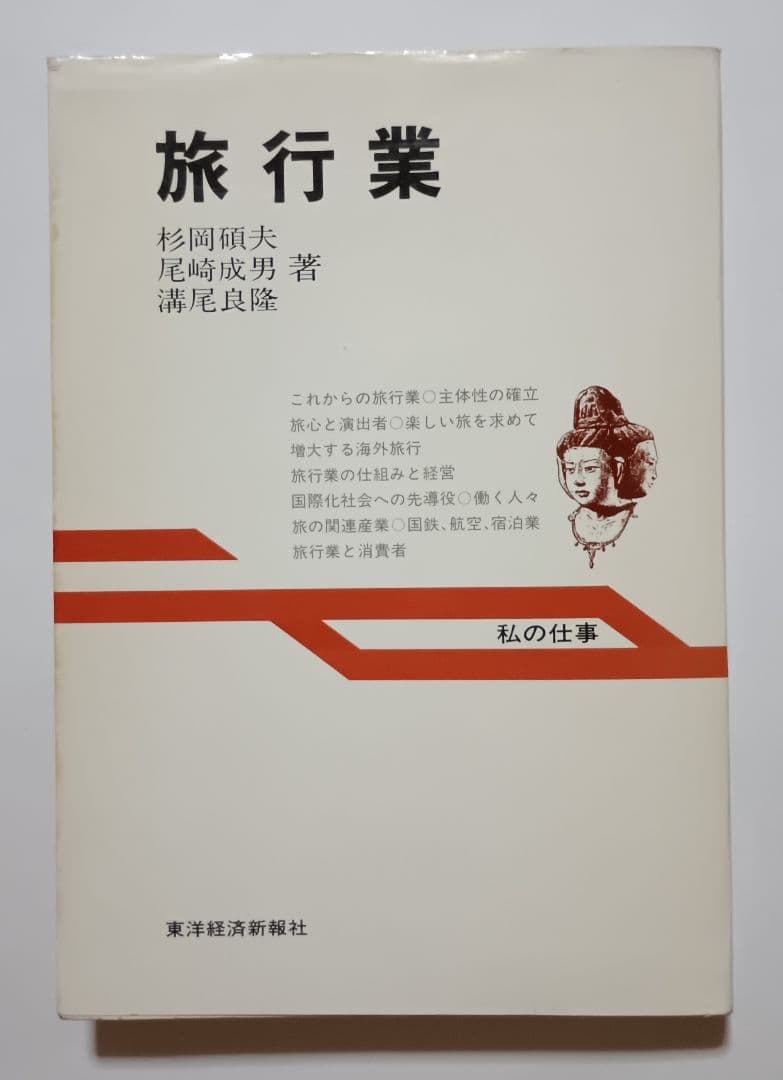 旅行業
杉岡碩夫
尾崎成男 著
溝尾良隆
これからの旅行業○主体性の確立
旅心と演出者○楽しい旅を求めて
増大する海外旅行
旅行業の仕組みと経営
国際化社会への先導役○働く人々
旅の関連産業○国鉄、航空、宿泊業
旅行業と消費者
私の仕事
東洋経済新報社